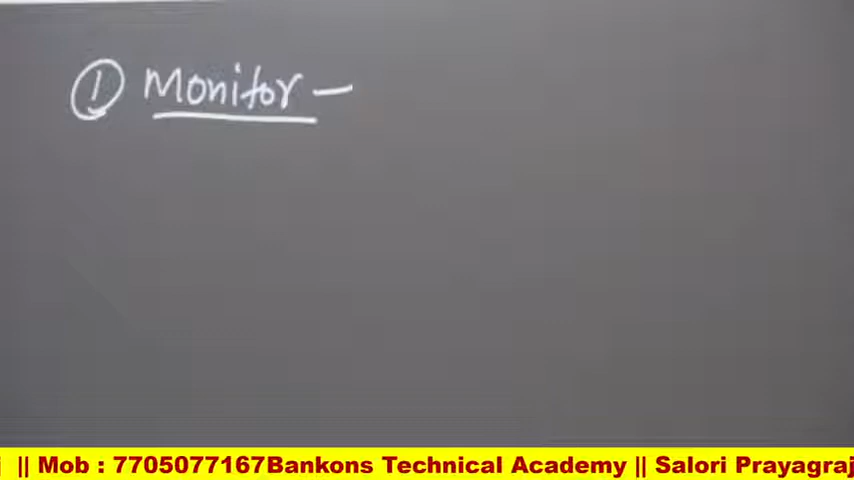 ① Monitor –
|| Mob : 7705077167Bankons Technical Academy || Salori Prayagraj